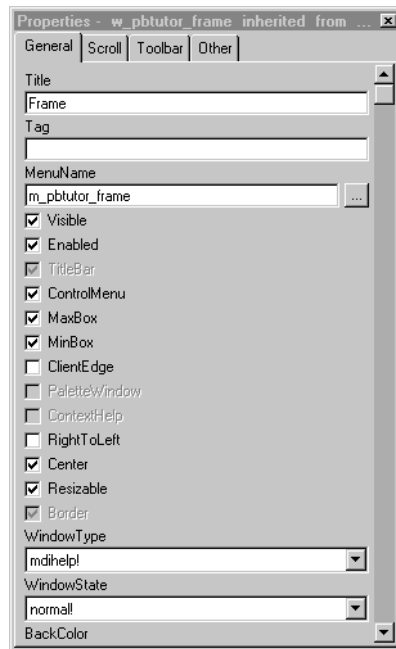 Properties - w_pbtutor_frame inherited from ...
General Scroll Toolbar Other
Title
Frame
Tag
MenuName
m_pbtutor_frame ...
Visible
Enabled
TitleBar
ControlMenu
MaxBox
MinBox
ClientEdge
PaletteWindow
ContextHelp
RightToLeft
Center
Resizable
Border
WindowType
mdihelp!
WindowState
normal!
BackColor